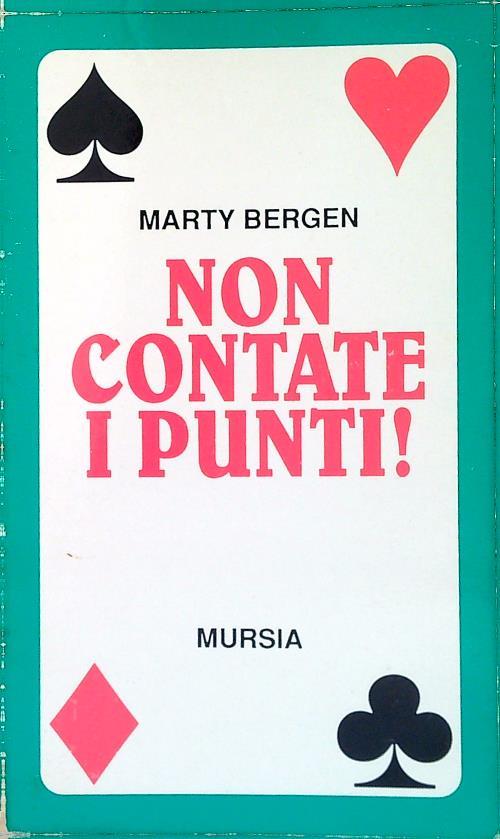 MARTY BERGEN
NON
CONTATE
I PUNTI!
MURSIA